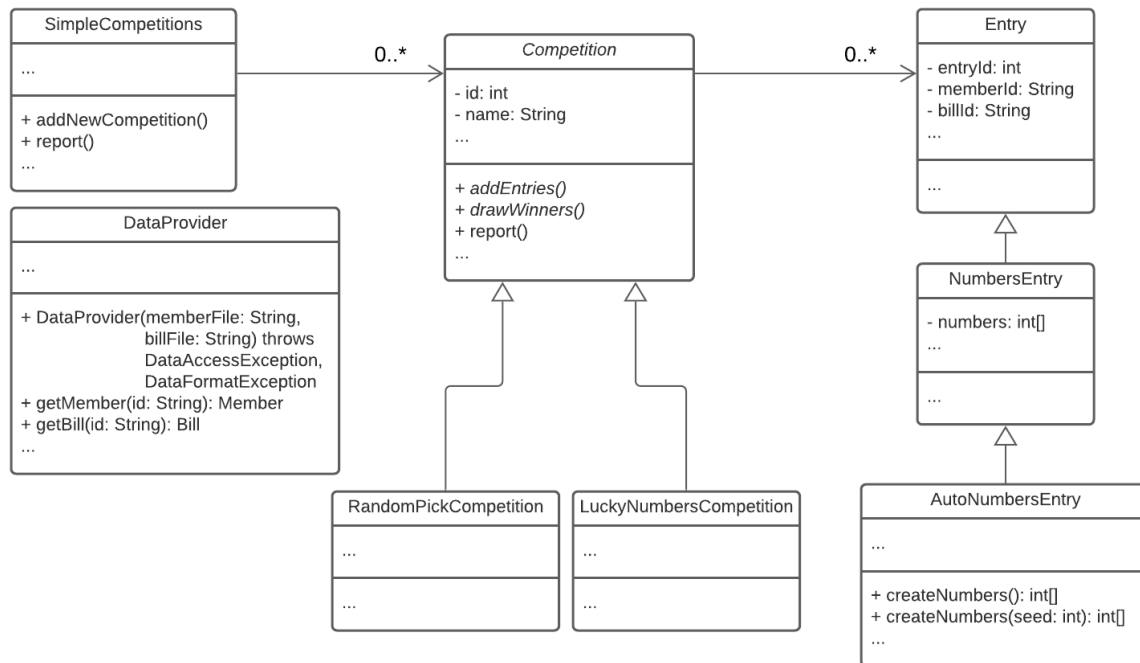 SimpleCompetitions
...
+ addNewCompetition()
+ report()
...
0..*
Competition
- id: int
- name: String
...
+ addEntries()
+ drawWinners()
+ report()
...
0..*
Entry
- entryId: int
- memberId: String
- billId: String
...
...
DataProvider
...
+ DataProvider(memberFile: String,
billFile: String) throws
DataAccessException,
DataFormatException
+ getMember(id: String): Member
+ getBill(id: String): Bill
...
NumbersEntry
- numbers: int[]
...
...
RandomPickCompetition
...
...
LuckyNumbersCompetition
...
...
AutoNumbersEntry
...
+ createNumbers(): int[]
+ createNumbers(seed: int): int[]
...